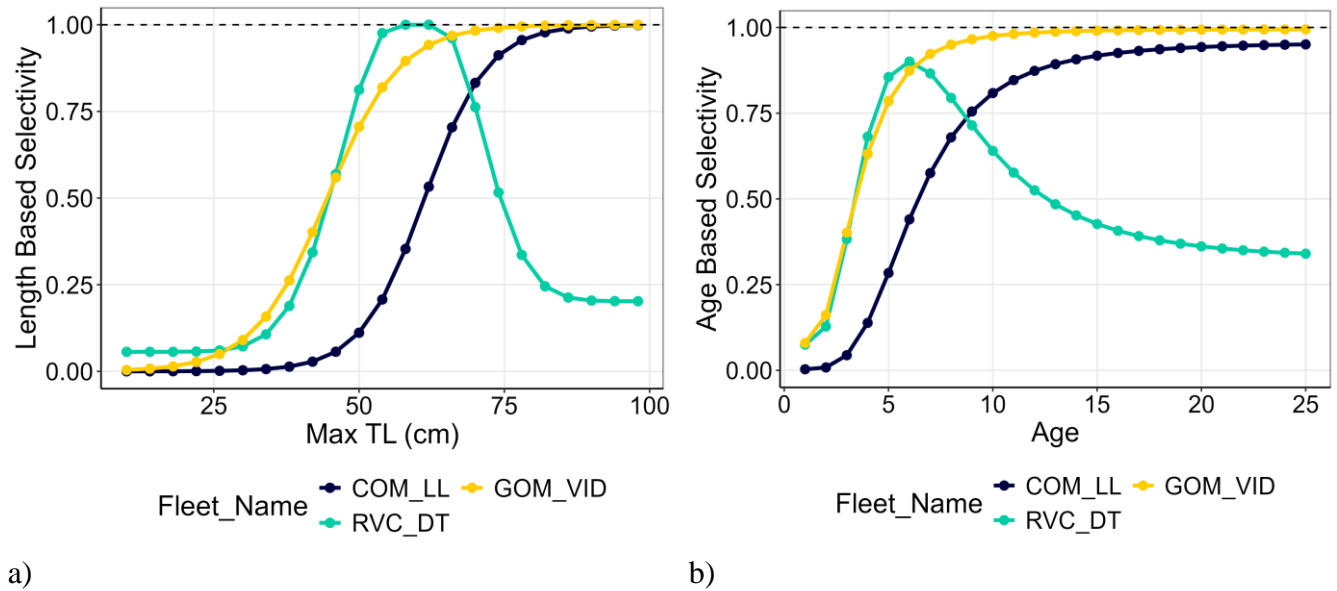 Length Based Selectivity
1.00
0.75
0.50
0.25
0.00
25 50 75 100
Max TL (cm)
Fleet_Name
COM_LL GOM_VID
RVC_DT
a)
Age Based Selectivity
1.00
0.75
0.50
0.25
0.00
0 5 10 15 20 25
Age
Fleet_Name
COM_LL GOM_VID
RVC_DT
b)